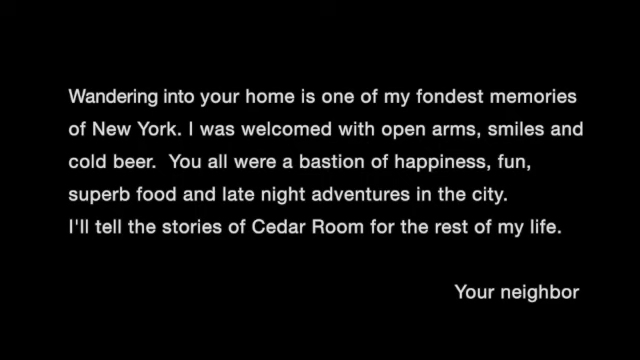 Wandering into your home is one of my fondest memories
of New York. I was welcomed with open arms, smiles and
cold beer.  You all were a bastion of happiness, fun,
superb food and late night adventures in the city.
I'll tell the stories of Cedar Room for the rest of my life.
Your neighbor